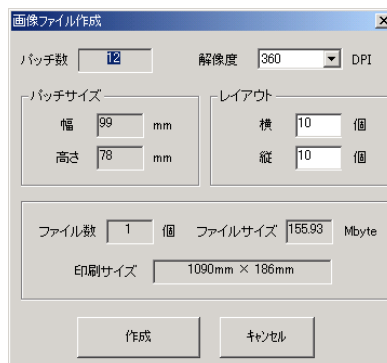 画像ファイル作成
パッチ数 12 解像度 360 DPI
パッチサイズ
幅 99 mm
高さ 78 mm
レイアウト
横 10 個
縦 10 個
ファイル数 1 個 ファイルサイズ 155.93 Mbyte
印刷サイズ 1090mm × 186mm
作成 キャンセル